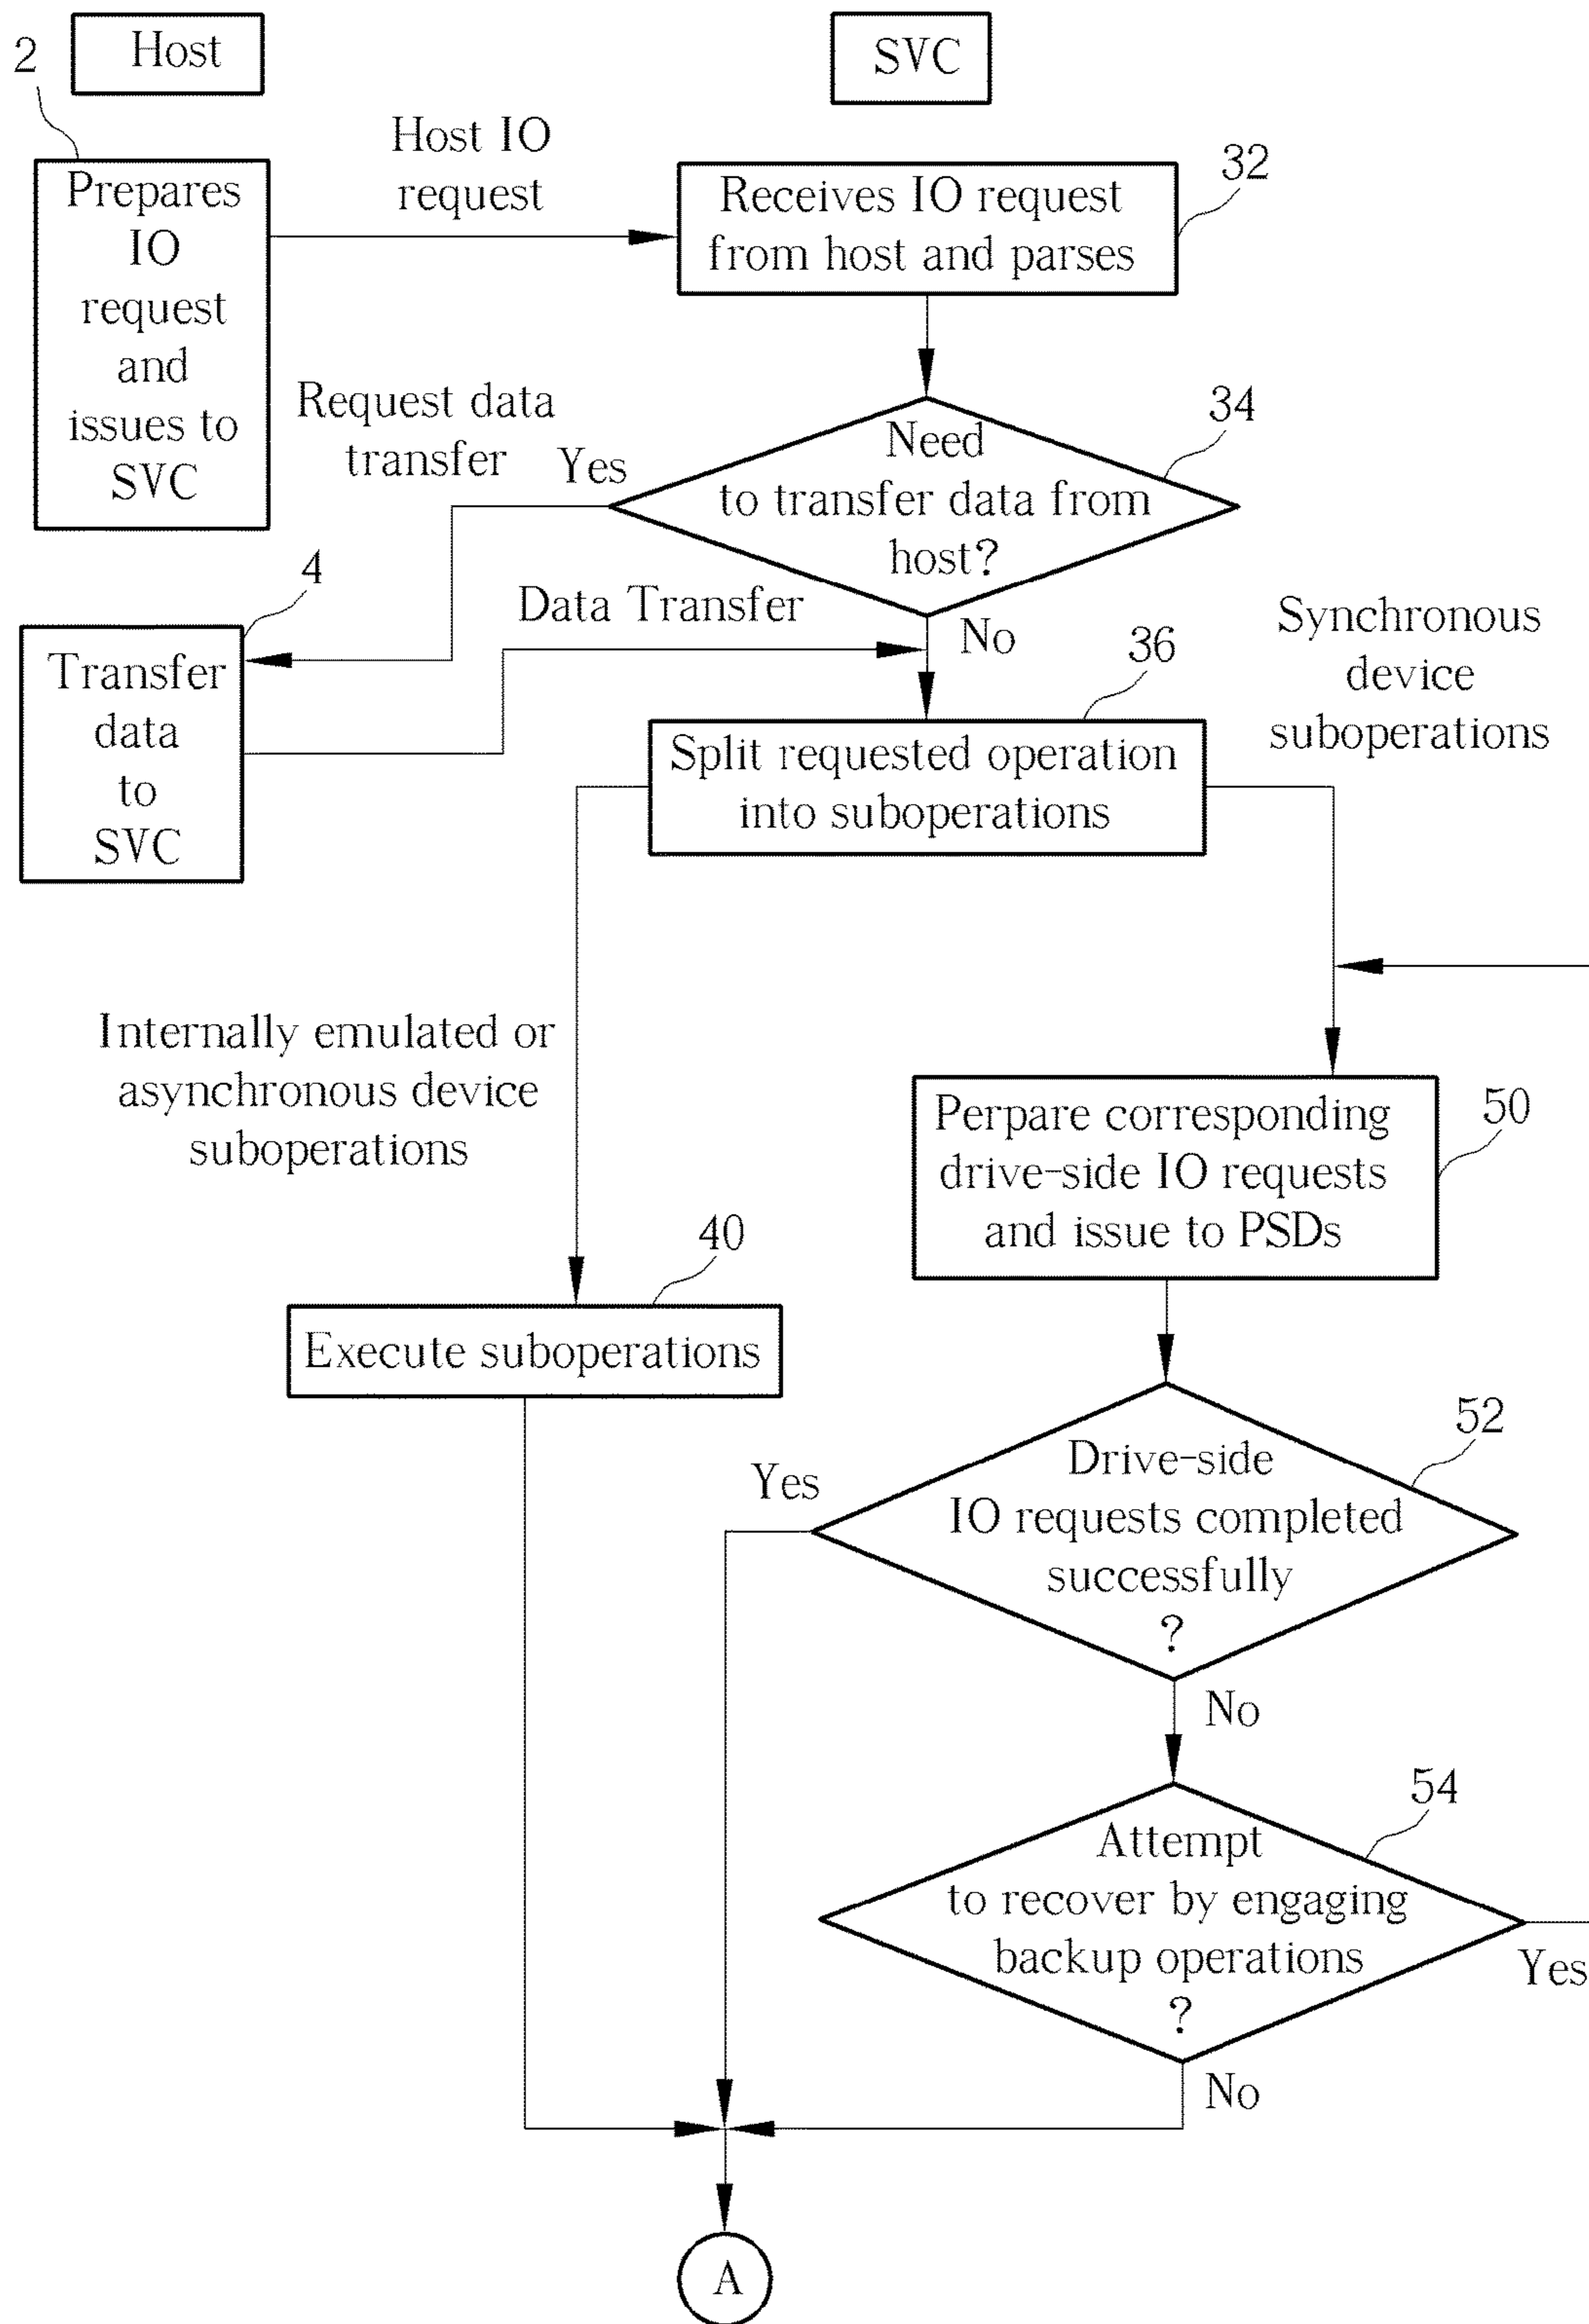 Host
SVC
2
Prepares
IO
request
and
issues to
SVC
Host IO
request
Receives IO request
from host and parses
32
Request data
transfer
Yes
Need
to transfer data from
host?
34
4
Transfer
data
to
SVC
Data Transfer
No
36
Synchronous
device
suboperations
Split requested operation
into suboperations
Internally emulated or
asynchronous device
suboperations
Perpare corresponding
drive-side IO requests
and issue to PSDs
50
40
Execute suboperations
Yes
Drive-side
IO requests completed
successfully
?
52
No
54
Attempt
to recover by engaging
backup operations
?
Yes
No
A